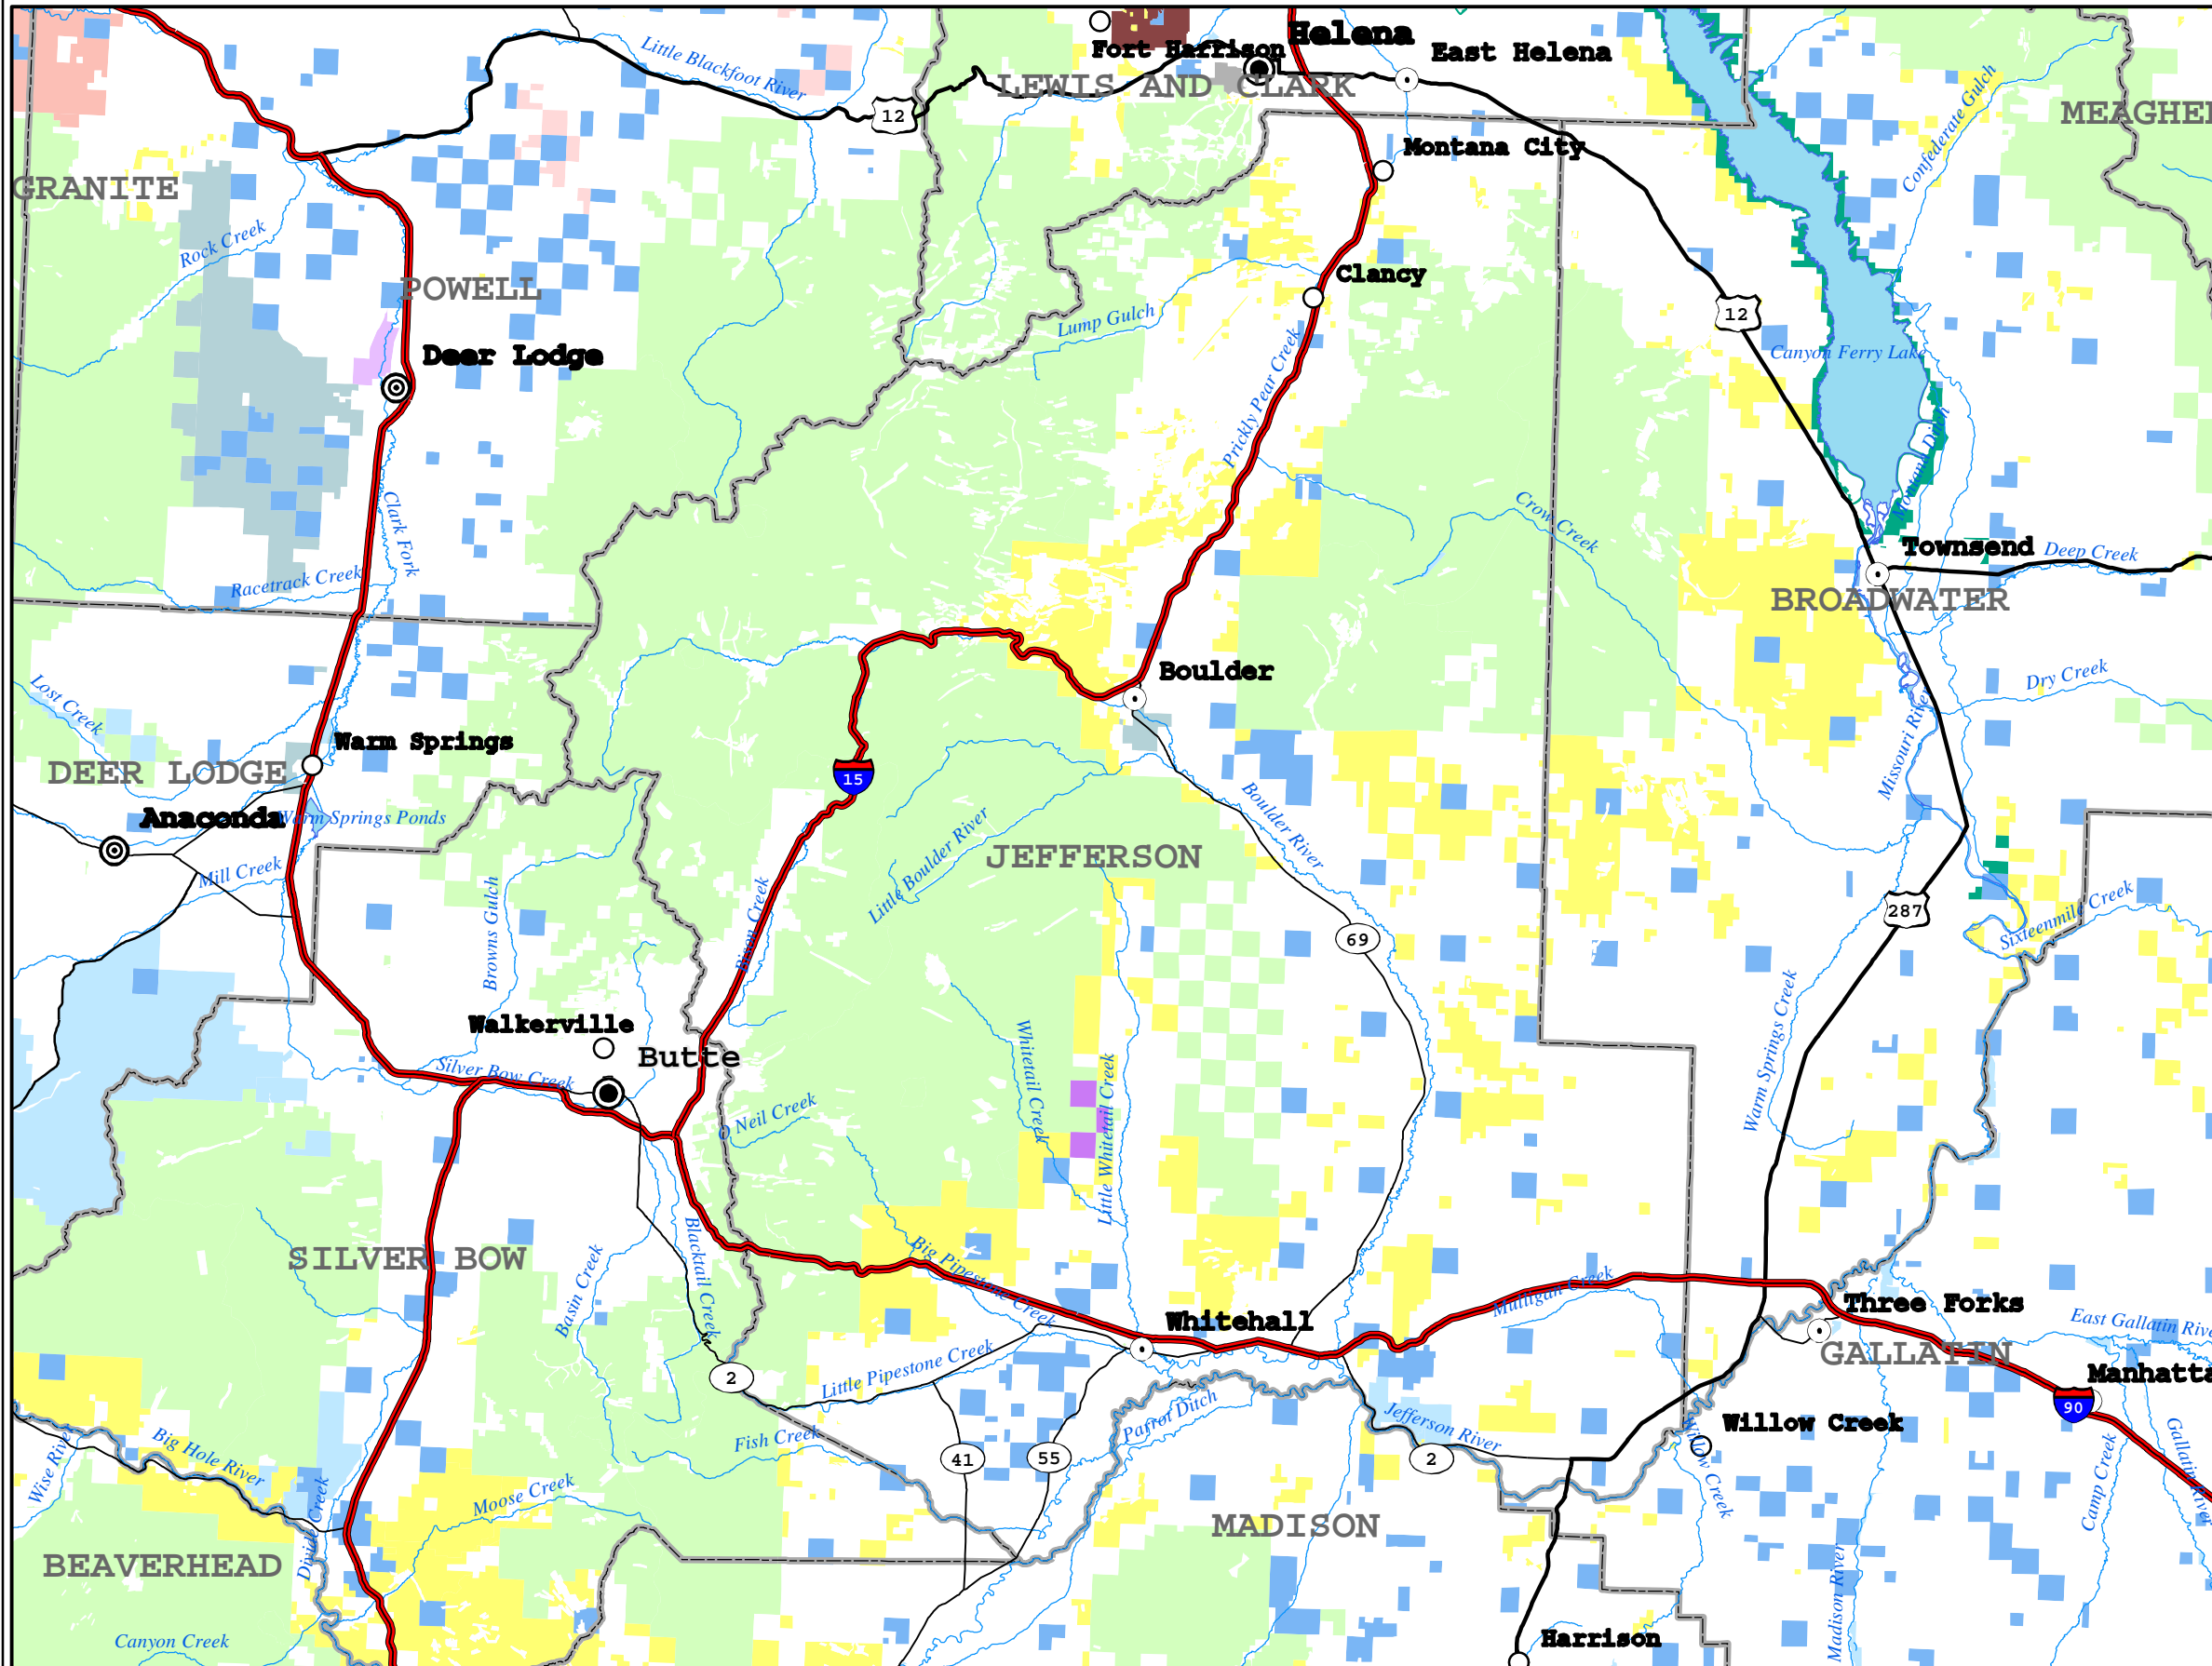 Helena
Fort Harrison
East Helena
Little Blackfoot River
LEWIS AND CLARK
12
MEAGHER
Confederate Gulch
Montana City
GRANITE
Rock Creek
POWELL
Clancy
12
Lump Gulch
Canyon Ferry Lake
Deer Lodge
Prickly Pear Creek
Montana Ditch
Clark Fork
Crow Creek
Townsend
Deep Creek
Racetrack Creek
BROADWATER
Boulder
Dry Creek
Lost Creek
Missouri River
Warm Springs
DEER LODGE
15
Anaconda
Warm Springs Ponds
Boulder River
Little Boulder River
JEFFERSON
Mill Creek
Browns Gulch
Bison Creek
287
Sixteenmile Creek
69
Walkerville
Butte
Warm Springs Creek
Silver Bow Creek
Whitetail Creek
Little Whitetail Creek
O Neil Creek
SILVER BOW
Basin Creek
Blacktail Creek
Big Pipestone Creek
Mulligan Creek
Whitehall
Three Forks
East Gallatin Rive
GALLATIN
2
Little Pipestone Creek
Manhatta
90
Parrot Ditch
Jefferson River
Willow Creek
Willow Creek
Fish Creek
41
55
2
Big Hole River
Wise River
Moose Creek
Divide Creek
Camp Creek
Gallatin River
MADISON
BEAVERHEAD
Madison River
Canyon Creek
Harrison